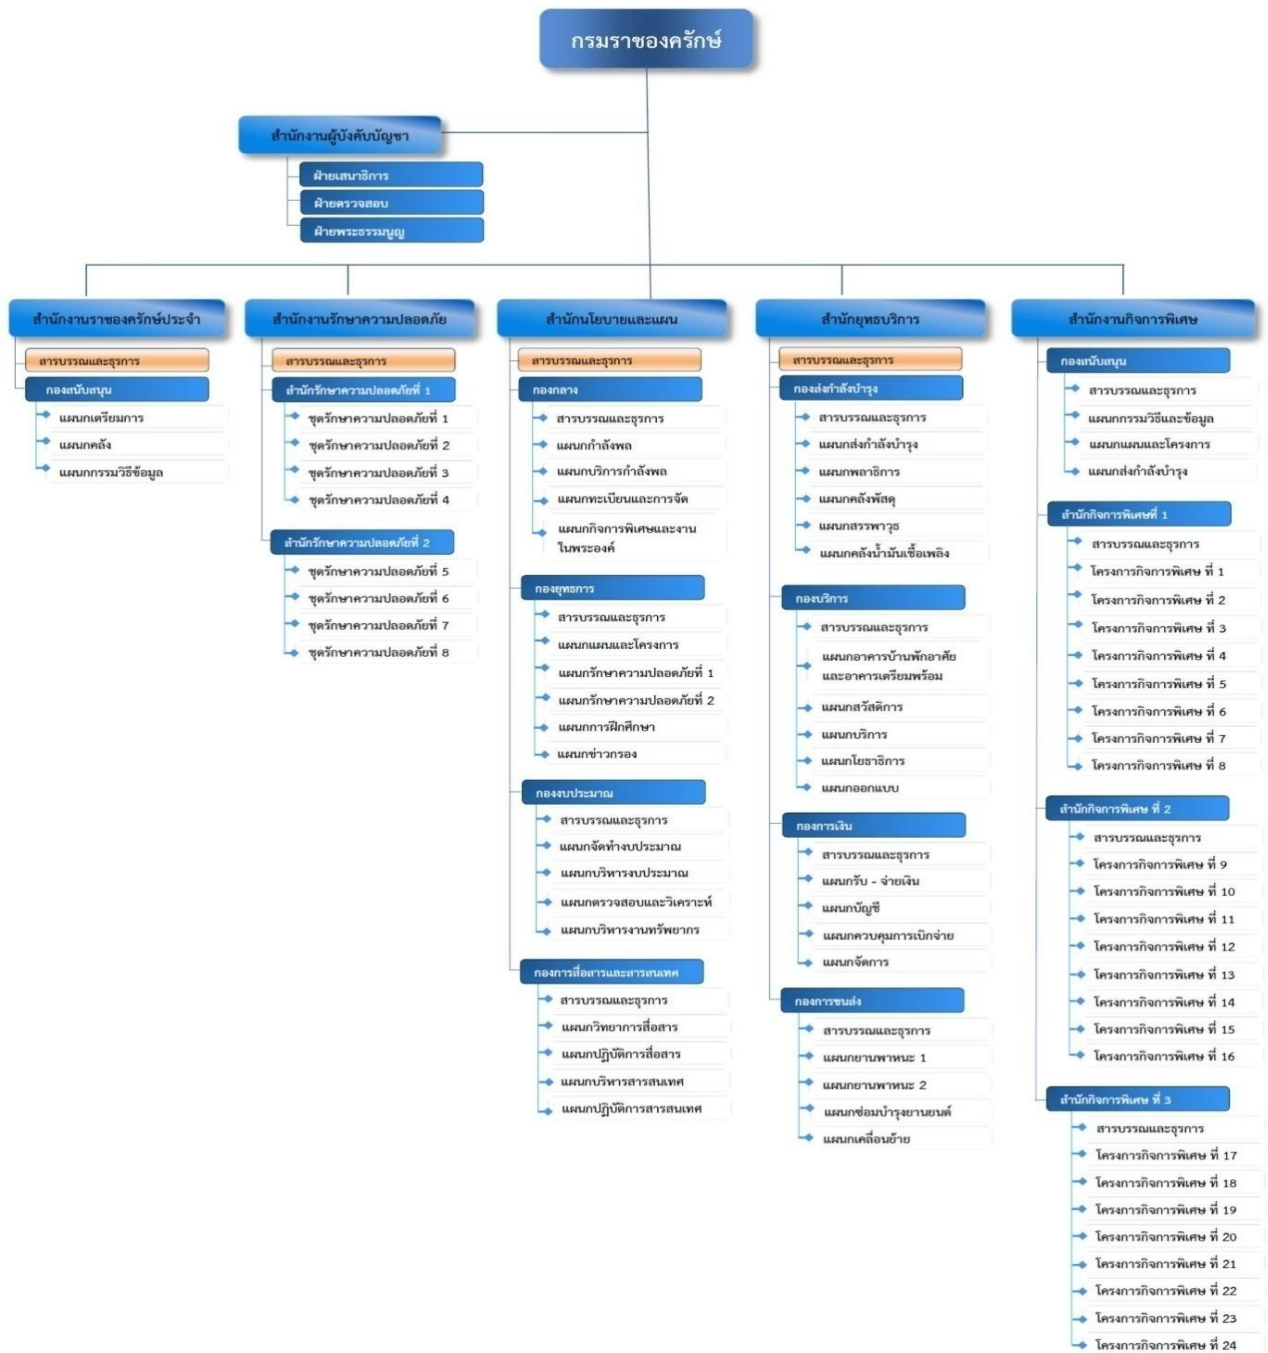 กรมราชองครักษ์
สำนักงานผู้บังคับบัญชา
ฝ่ายเสนาธิการ
ฝ่ายตรวจสอบ
ฝ่ายพระธรรมนูญ
สำนักงานราชองครักษ์ประจำ
สารบรรณและธุรการ
กองสนับสนุน
แผนกเตรียมการ
แผนกคลัง
แผนกกรรมวิธีข้อมูล
สำนักงานรักษาความปลอดภัย
สารบรรณและธุรการ
สำนักรักษาความปลอดภัยที่ 1
ชุดรักษาความปลอดภัยที่ 1
ชุดรักษาความปลอดภัยที่ 2
ชุดรักษาความปลอดภัยที่ 3
ชุดรักษาความปลอดภัยที่ 4
สำนักรักษาความปลอดภัยที่ 2
ชุดรักษาความปลอดภัยที่ 5
ชุดรักษาความปลอดภัยที่ 6
ชุดรักษาความปลอดภัยที่ 7
ชุดรักษาความปลอดภัยที่ 8
สำนักนโยบายและแผน
สารบรรณและธุรการ
กองกลาง
สารบรรณและธุรการ
แผนกกำลังพล
แผนกบริการกำลังพล
แผนกทะเบียนและการจัด
แผนกกิจการพิเศษและงาน
ในพระองค์
กองยุทธการ
สารบรรณและธุรการ
แผนกแผนและโครงการ
แผนกรักษาความปลอดภัยที่ 1
แผนกรักษาความปลอดภัยที่ 2
แผนกการฝึกศึกษา
แผนกข่าวกรอง
กองงบประมาณ
สารบรรณและธุรการ
แผนกจัดทำงบประมาณ
แผนกบริหารงบประมาณ
แผนกตรวจสอบและวิเคราะห์
แผนกบริหารงานทรัพยากร
กองการสื่อสารและสารสนเทศ
สารบรรณและธุรการ
แผนกวิทยาการสื่อสาร
แผนกปฏิบัติการสื่อสาร
แผนกบริหารสารสนเทศ
แผนกปฏิบัติการสารสนเทศ
สำนักยุทธบริการ
สารบรรณและธุรการ
กองส่งกำลังบำรุง
สารบรรณและธุรการ
แผนกส่งกำลังบำรุง
แผนกพลาธิการ
แผนกคลังพัสดุ
แผนกสรรพาวุธ
แผนกคลังน้ำมันเชื้อเพลิง
กองบริการ
สารบรรณและธุรการ
แผนกอาคารบ้านพักอาศัย
และอาคารเตรียมพร้อม
แผนกสวัสดิการ
แผนกบริการ
แผนกโยธาธิการ
แผนกออกแบบ
กองการเงิน
สารบรรณและธุรการ
แผนกรับ - จ่ายเงิน
แผนกบัญชี
แผนกควบคุมการเบิกจ่าย
แผนกจัดการ
กองการขนส่ง
สารบรรณและธุรการ
แผนกยานพาหนะ 1
แผนกยานพาหนะ 2
แผนกซ่อมบำรุงยานยนต์
แผนกเคลื่อนย้าย
สำนักงานกิจการพิเศษ
กองสนับสนุน
สารบรรณและธุรการ
แผนกกรรมวิธีและข้อมูล
แผนกแผนและโครงการ
แผนกส่งกำลังบำรุง
สำนักกิจการพิเศษที่ 1
สารบรรณและธุรการ
โครงการกิจการพิเศษ ที่ 1
โครงการกิจการพิเศษ ที่ 2
โครงการกิจการพิเศษ ที่ 3
โครงการกิจการพิเศษ ที่ 4
โครงการกิจการพิเศษ ที่ 5
โครงการกิจการพิเศษ ที่ 6
โครงการกิจการพิเศษ ที่ 7
โครงการกิจการพิเศษ ที่ 8
สำนักกิจการพิเศษ ที่ 2
สารบรรณและธุรการ
โครงการกิจการพิเศษ ที่ 9
โครงการกิจการพิเศษ ที่ 10
โครงการกิจการพิเศษ ที่ 11
โครงการกิจการพิเศษ ที่ 12
โครงการกิจการพิเศษ ที่ 13
โครงการกิจการพิเศษ ที่ 14
โครงการกิจการพิเศษ ที่ 15
โครงการกิจการพิเศษ ที่ 16
สำนักกิจการพิเศษ ที่ 3
สารบรรณและธุรการ
โครงการกิจการพิเศษ ที่ 17
โครงการกิจการพิเศษ ที่ 18
โครงการกิจการพิเศษ ที่ 19
โครงการกิจการพิเศษ ที่ 20
โครงการกิจการพิเศษ ที่ 21
โครงการกิจการพิเศษ ที่ 22
โครงการกิจการพิเศษ ที่ 23
โครงการกิจการพิเศษ ที่ 24